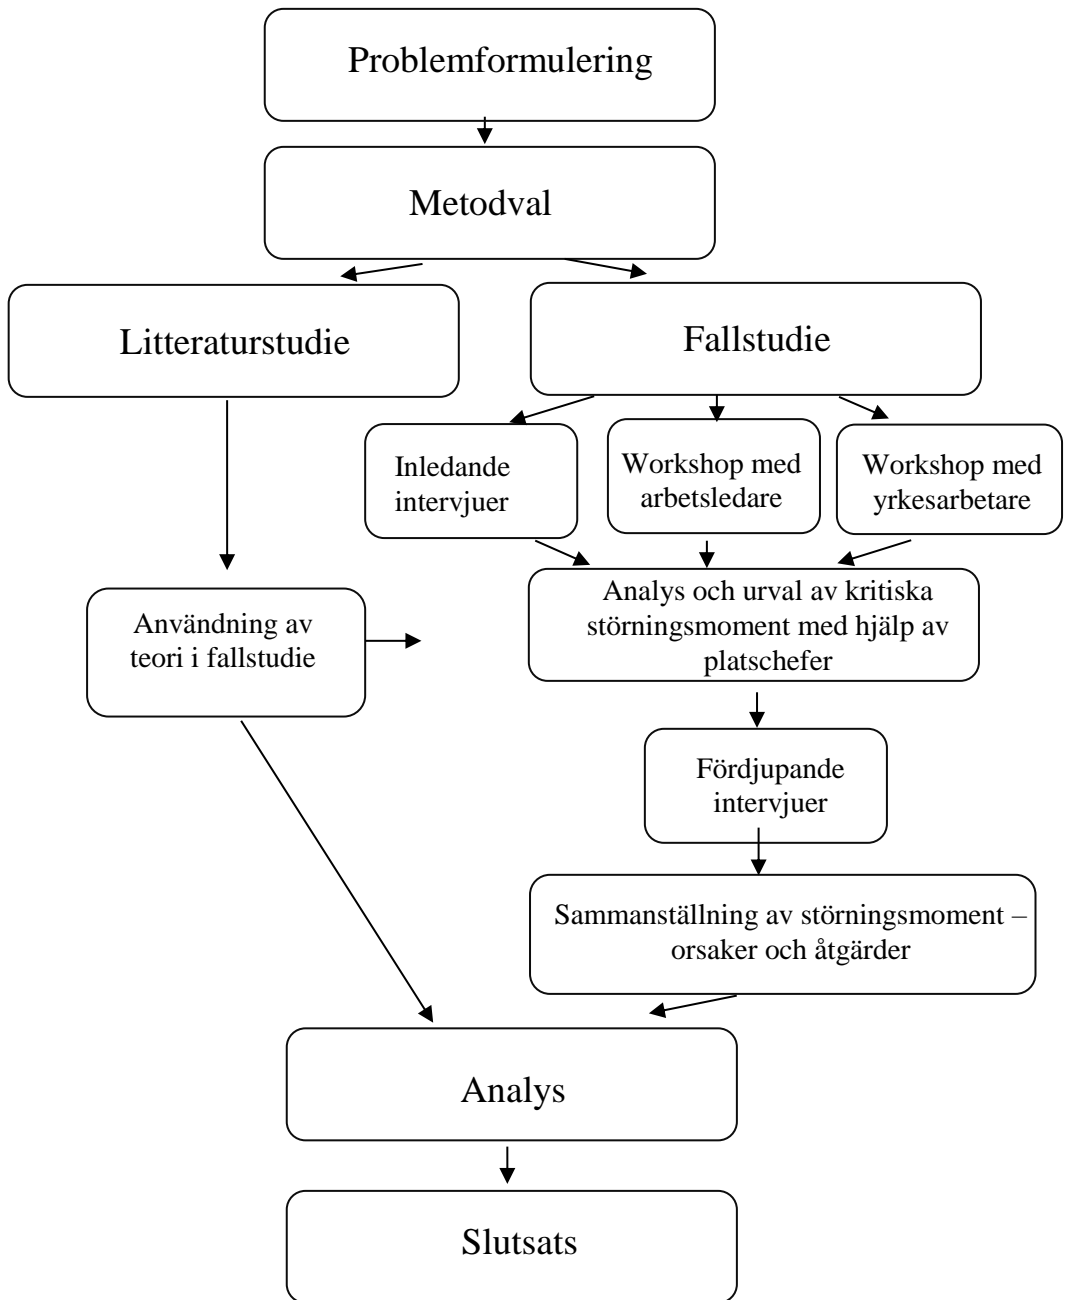 Problemformulering
Metodval
Litteraturstudie
Fallstudie
Inledande
intervjuer
Workshop med
arbetsledare
Workshop med
yrkesarbetare
Analys och urval av kritiska
störningsmoment med hjälp av
platschefer
Användning av
teori i fallstudie
Fördjupande
intervjuer
Sammanställning av störningsmoment –
orsaker och åtgärder
Analys
Slutsats